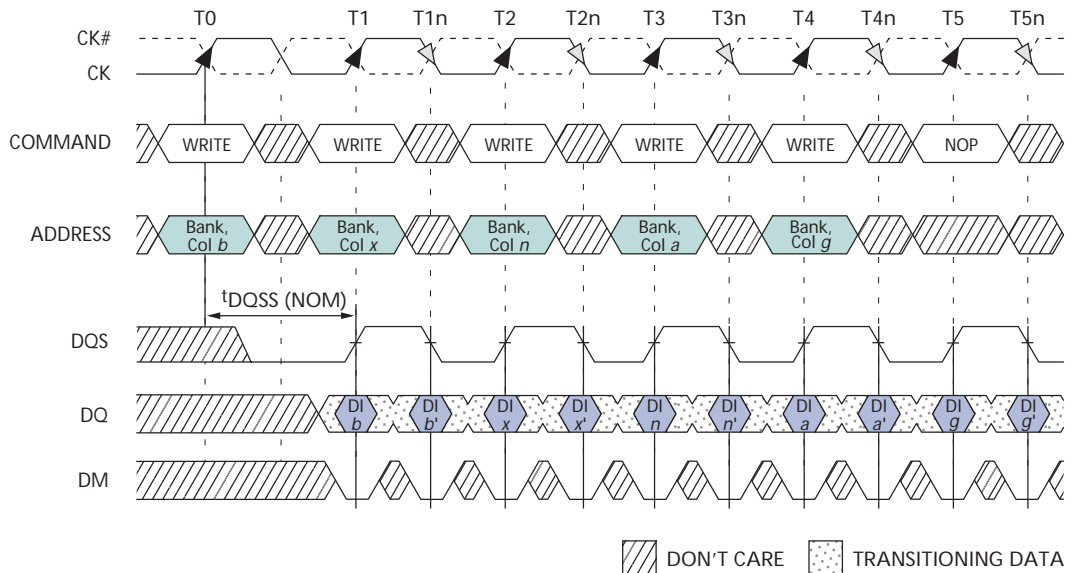 T0 T1 T1n T2 T2n T3 T3n T4 T4n T5 T5n
CK#
CK
COMMAND WRITE WRITE WRITE WRITE WRITE NOP
ADDRESS Bank, Col b Bank, Col x Bank, Col n Bank, Col a Bank, Col g
tDQSS (NOM)
DQS
DQ DI b DI b' DI x DI x' DI n DI n' DI a DI a' DI g DI g'
DM
DON'T CARE TRANSITIONING DATA